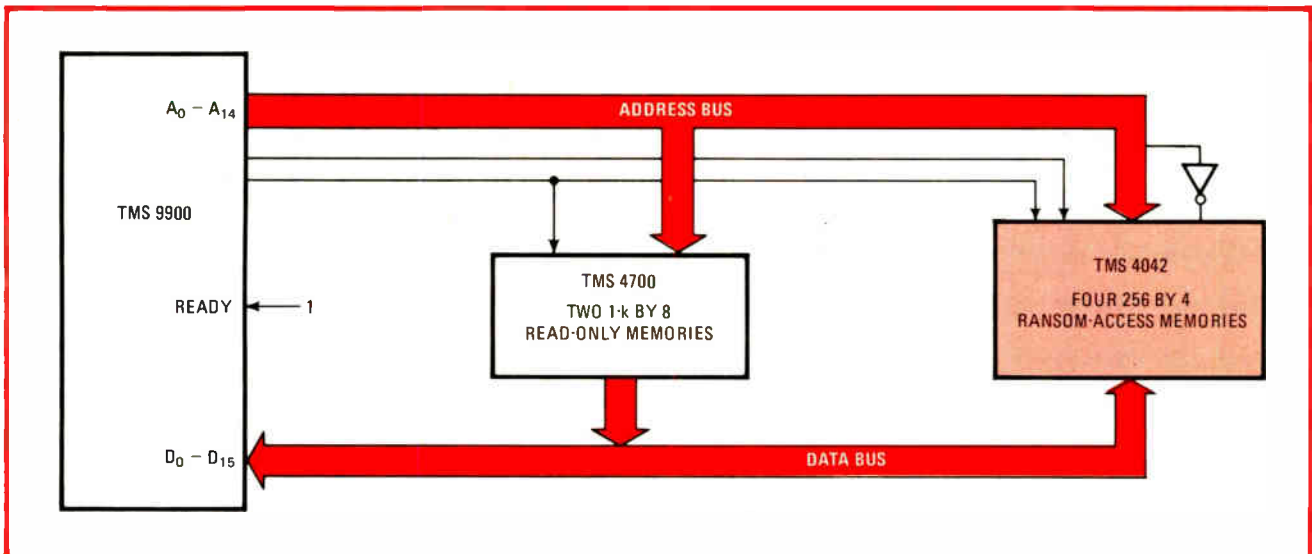 A₀ – A₁₄
ADDRESS BUS
TMS 9900
TMS 4700
TWO 1-k BY 8
READ-ONLY MEMORIES
TMS 4042
FOUR 256 BY 4
RANSOM-ACCESS MEMORIES
READY
1
D₀ – D₁₅
DATA BUS